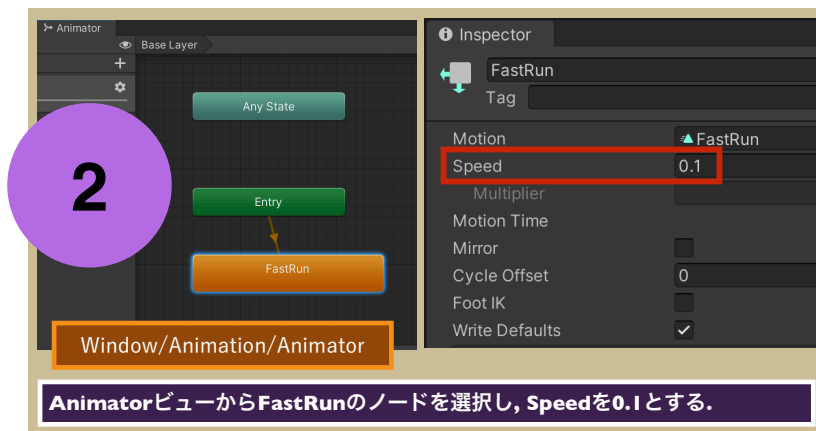 Animator
Base Layer
Any State
Entry
FastRun
2
Window/Animation/Animator
Inspector
FastRun
Tag
Motion
FastRun
Speed
0.1
Multiplier
Motion Time
Mirror
Cycle Offset
0
Foot IK
Write Defaults
AnimatorビューからFastRunのノードを選択し, Speedを0.1とする.